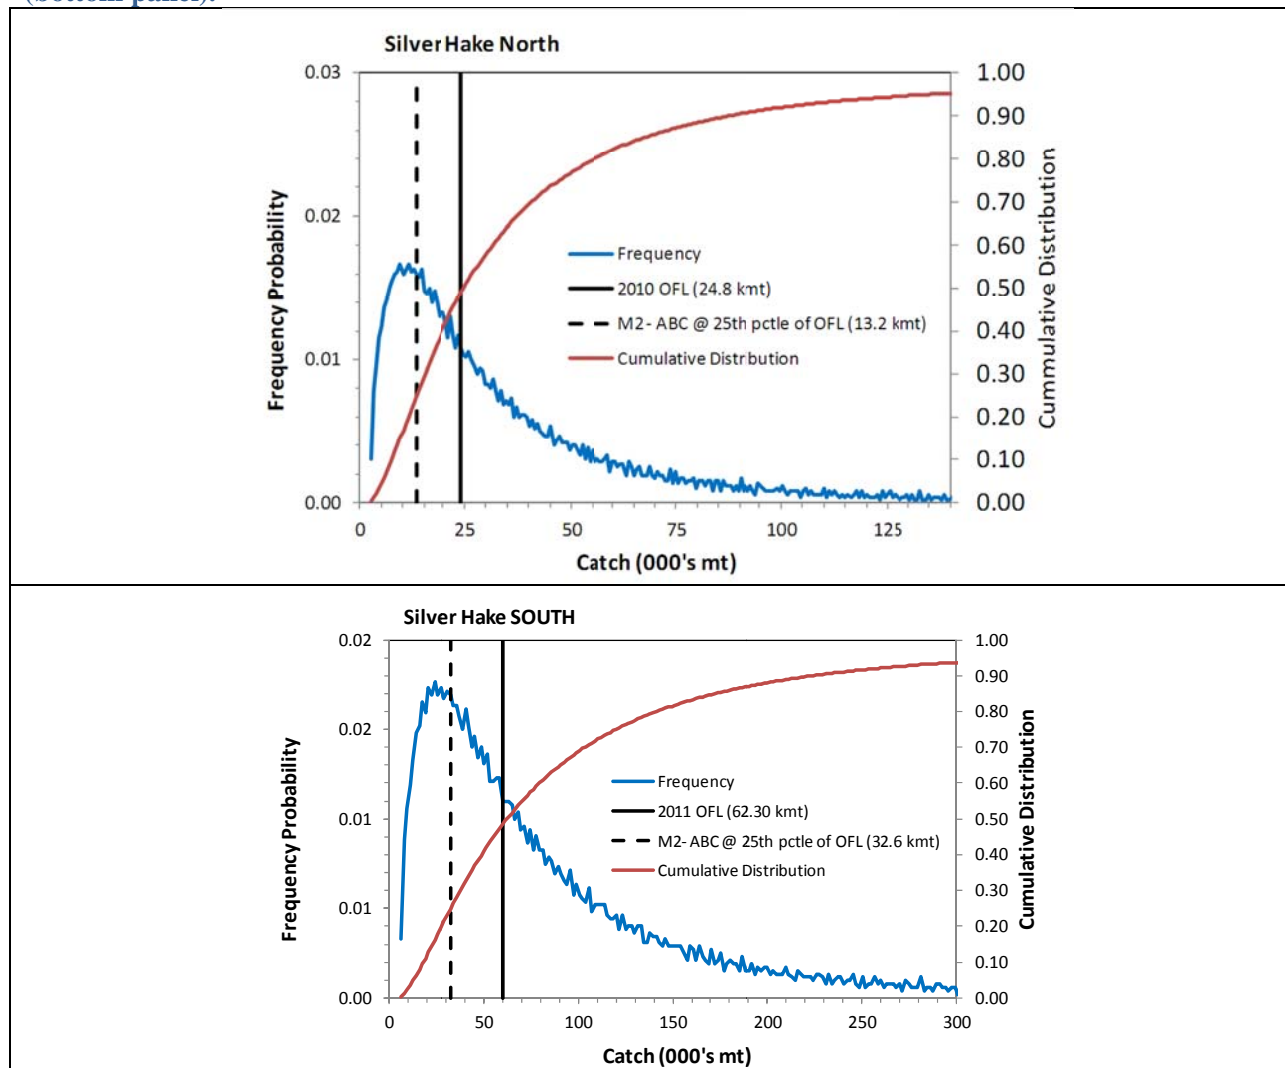 (bottom panel).
Silver Hake North
0.03
0.02
0.01
0.00
Frequency Probability
1.00
0.90
0.80
0.70
0.60
0.50
0.40
0.30
0.20
0.10
0.00
Cummulative Distribution
Frequency
2010 OFL (24.8 kmt)
M2 - ABC @ 25th pctle of OFL (13.2 kmt)
Cumulative Distribution
0 25 50 75 100 125
Catch (000's mt)
Silver Hake SOUTH
0.02
0.02
0.01
0.01
0.00
Frequency Probability
1.00
0.90
0.80
0.70
0.60
0.50
0.40
0.30
0.20
0.10
0.00
Cumulative Distribution
Frequency
2011 OFL (62.30 kmt)
M2- ABC @ 25th pctle of OFL (32.6 kmt)
Cumulative Distribution
0 50 100 150 200 250 300
Catch (000's mt)